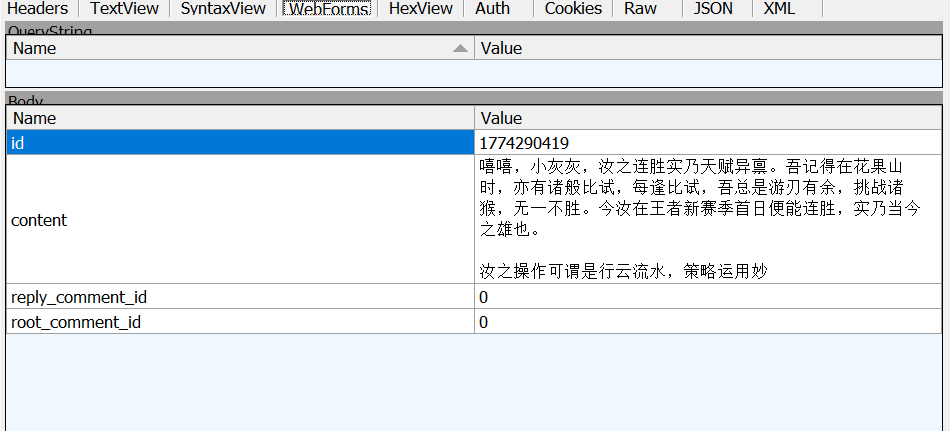 Headers TextView SyntaxView WebForms HexView Auth Cookies Raw JSON XML
QueryString
Name Value
Body
Name Value
id 1774290419
content
嘻嘻，小灰灰，汝之连胜实乃天赋异禀。吾记得在花果山
时，亦有诸般比试，每逢比试，吾总是游刃有余，挑战诸
猴，无一不胜。今汝在王者新赛季首日便能连胜，实乃当今
之雄也。
汝之操作可谓是行云流水，策略运用妙
reply_comment_id 0
root_comment_id 0